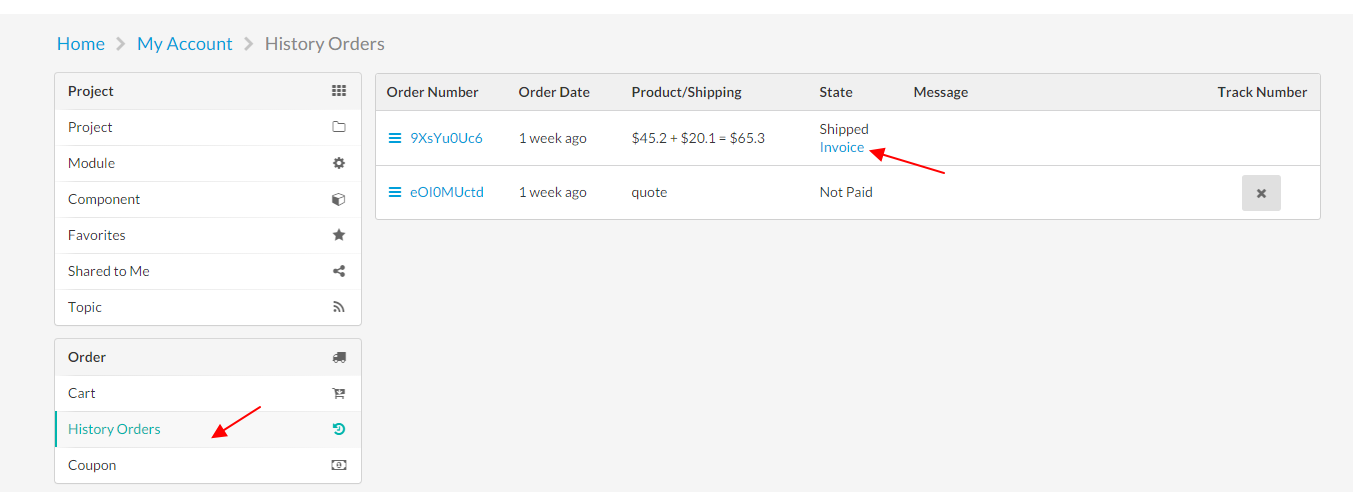 Home > My Account > History Orders
Project
Project
Module
Component
Favorites
Shared to Me
Topic
Order
Cart
History Orders
Coupon
Order Number Order Date Product/Shipping State Message Track Number
9XsYu0Uc6 1 week ago $45.2 + $20.1 = $65.3 Shipped
Invoice
eOI0MUctd 1 week ago quote Not Paid